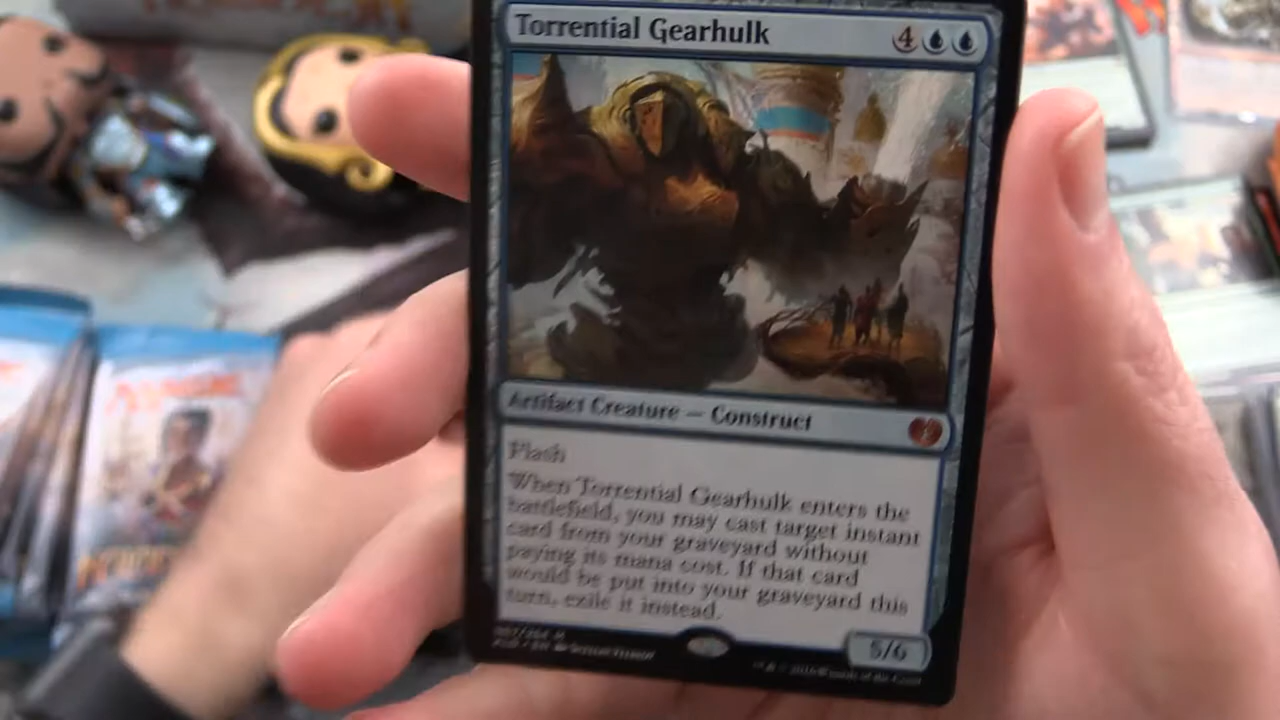 Torrential Gearhulk 4
Artifact Creature — Construct
Flash
When Torrential Gearhulk enters the
battlefield, you may cast target instant
card from your graveyard without
paying its mana cost. If that card
would be put into your graveyard this
turn, exile it instead.
5/6